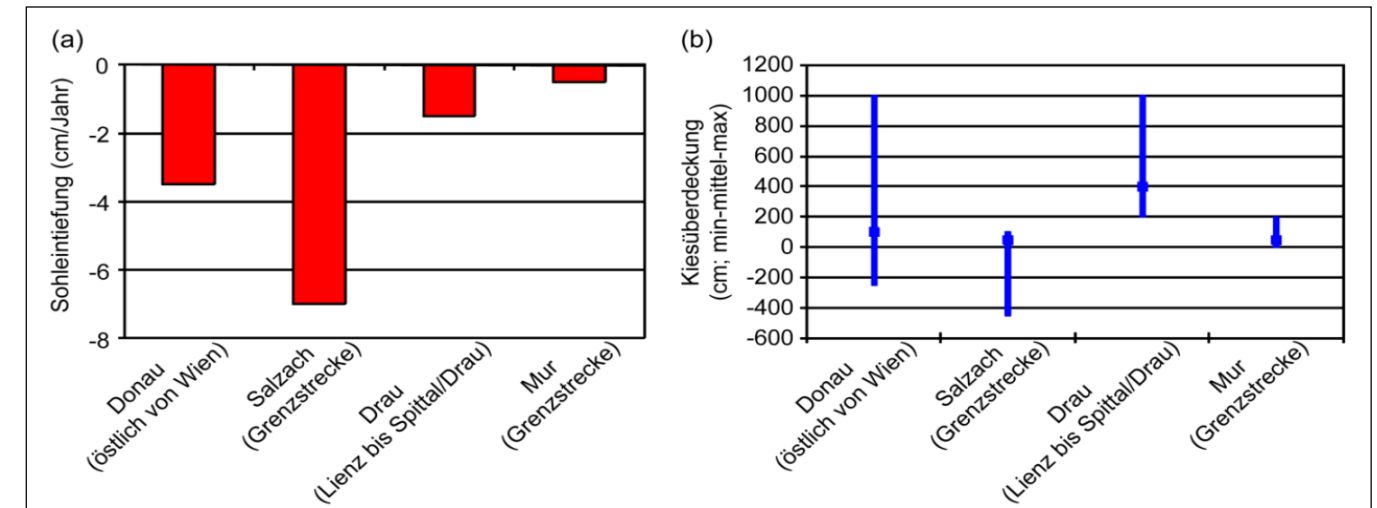 (a)
Sohleintiefung (cm/Jahr)
0
-2
-4
-6
-8
Donau
(östlich von Wien)
Salzach
(Grenzstrecke)
Drau
(Lienz bis Spittal/Drau)
Mur
(Grenzstrecke)
(b)
Kiesüberdeckung
(cm; min-mittel-max)
1200
1000
800
600
400
200
0
-200
-400
-600
Donau
(östlich von Wien)
Salzach
(Grenzstrecke)
Drau
(Lienz bis Spittal/Drau)
Mur
(Grenzstrecke)